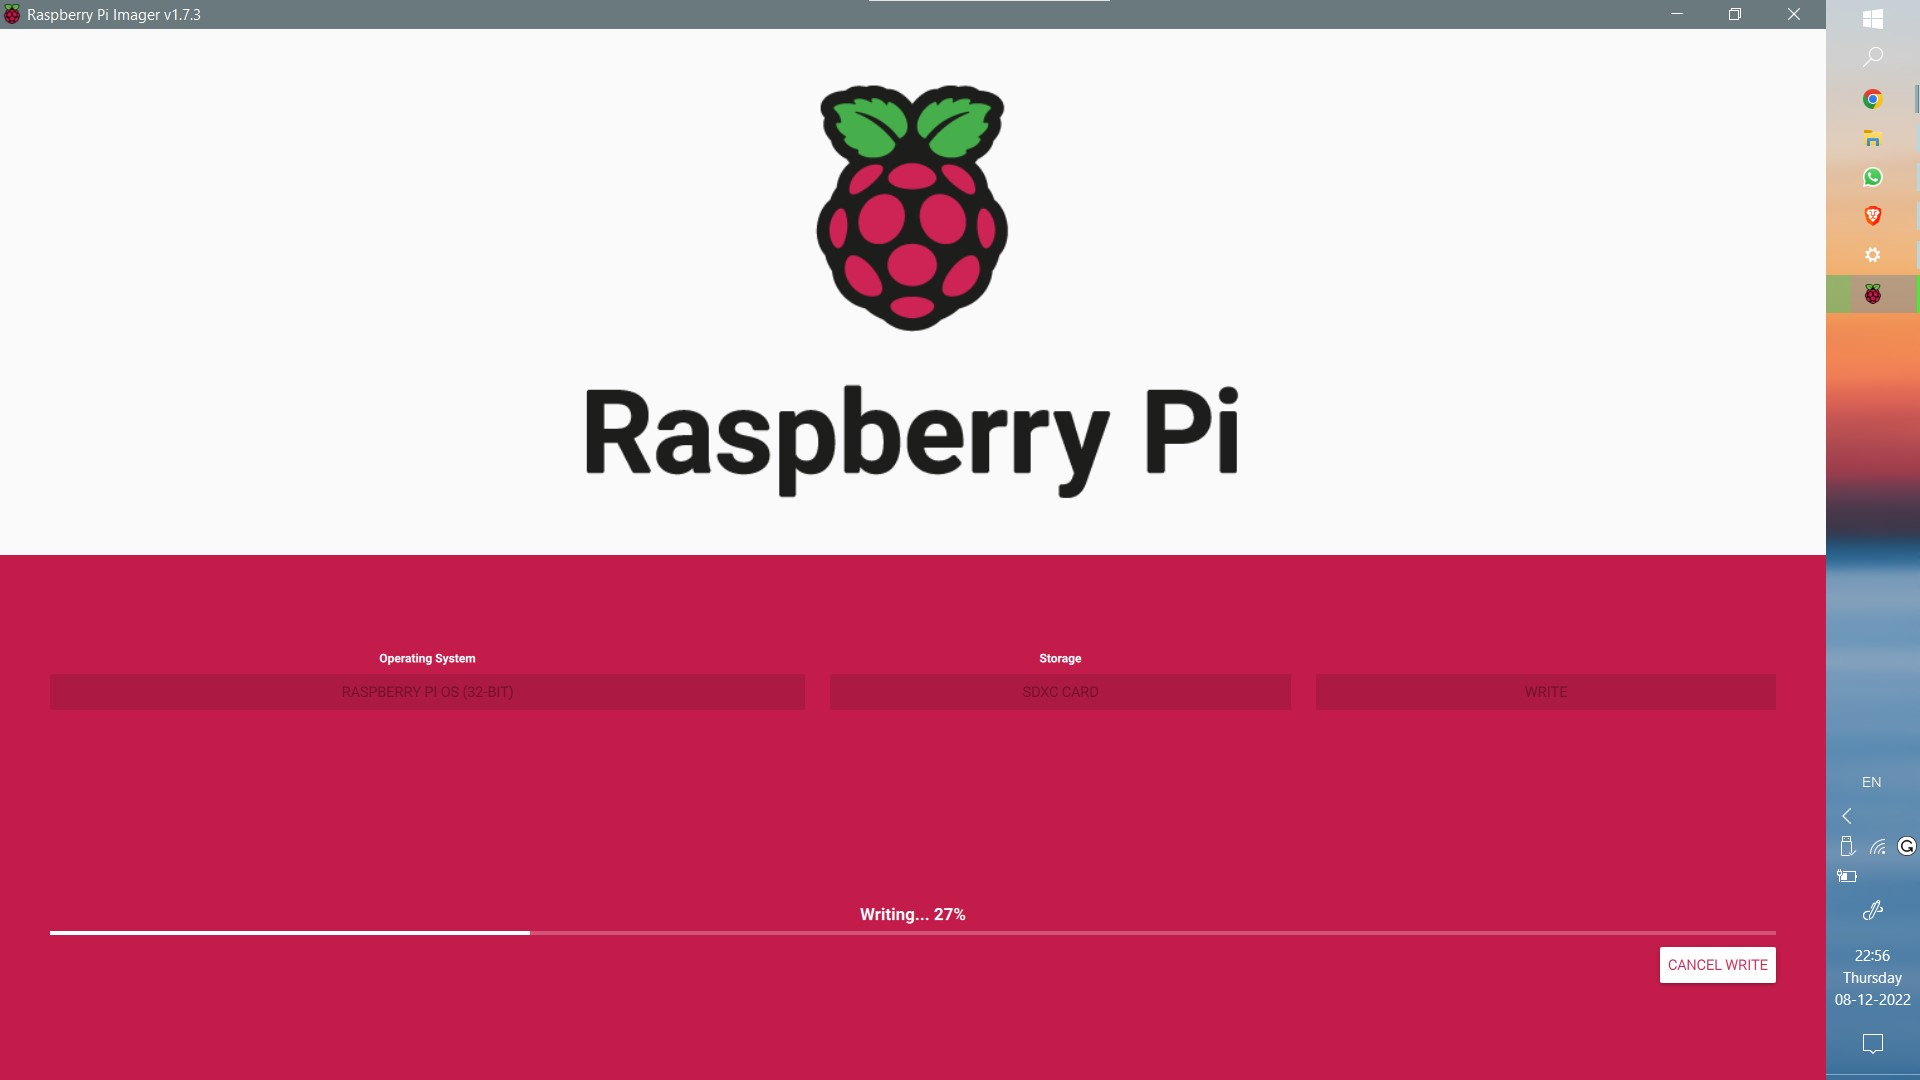 Raspberry Pi Imager v1.7.3
Raspberry Pi
Operating System
Storage
RASPBERRY PI OS (32-BIT)
SDXC CARD
WRITE
Writing... 27%
CANCEL WRITE
EN
G
22:56
Thursday
08-12-2022